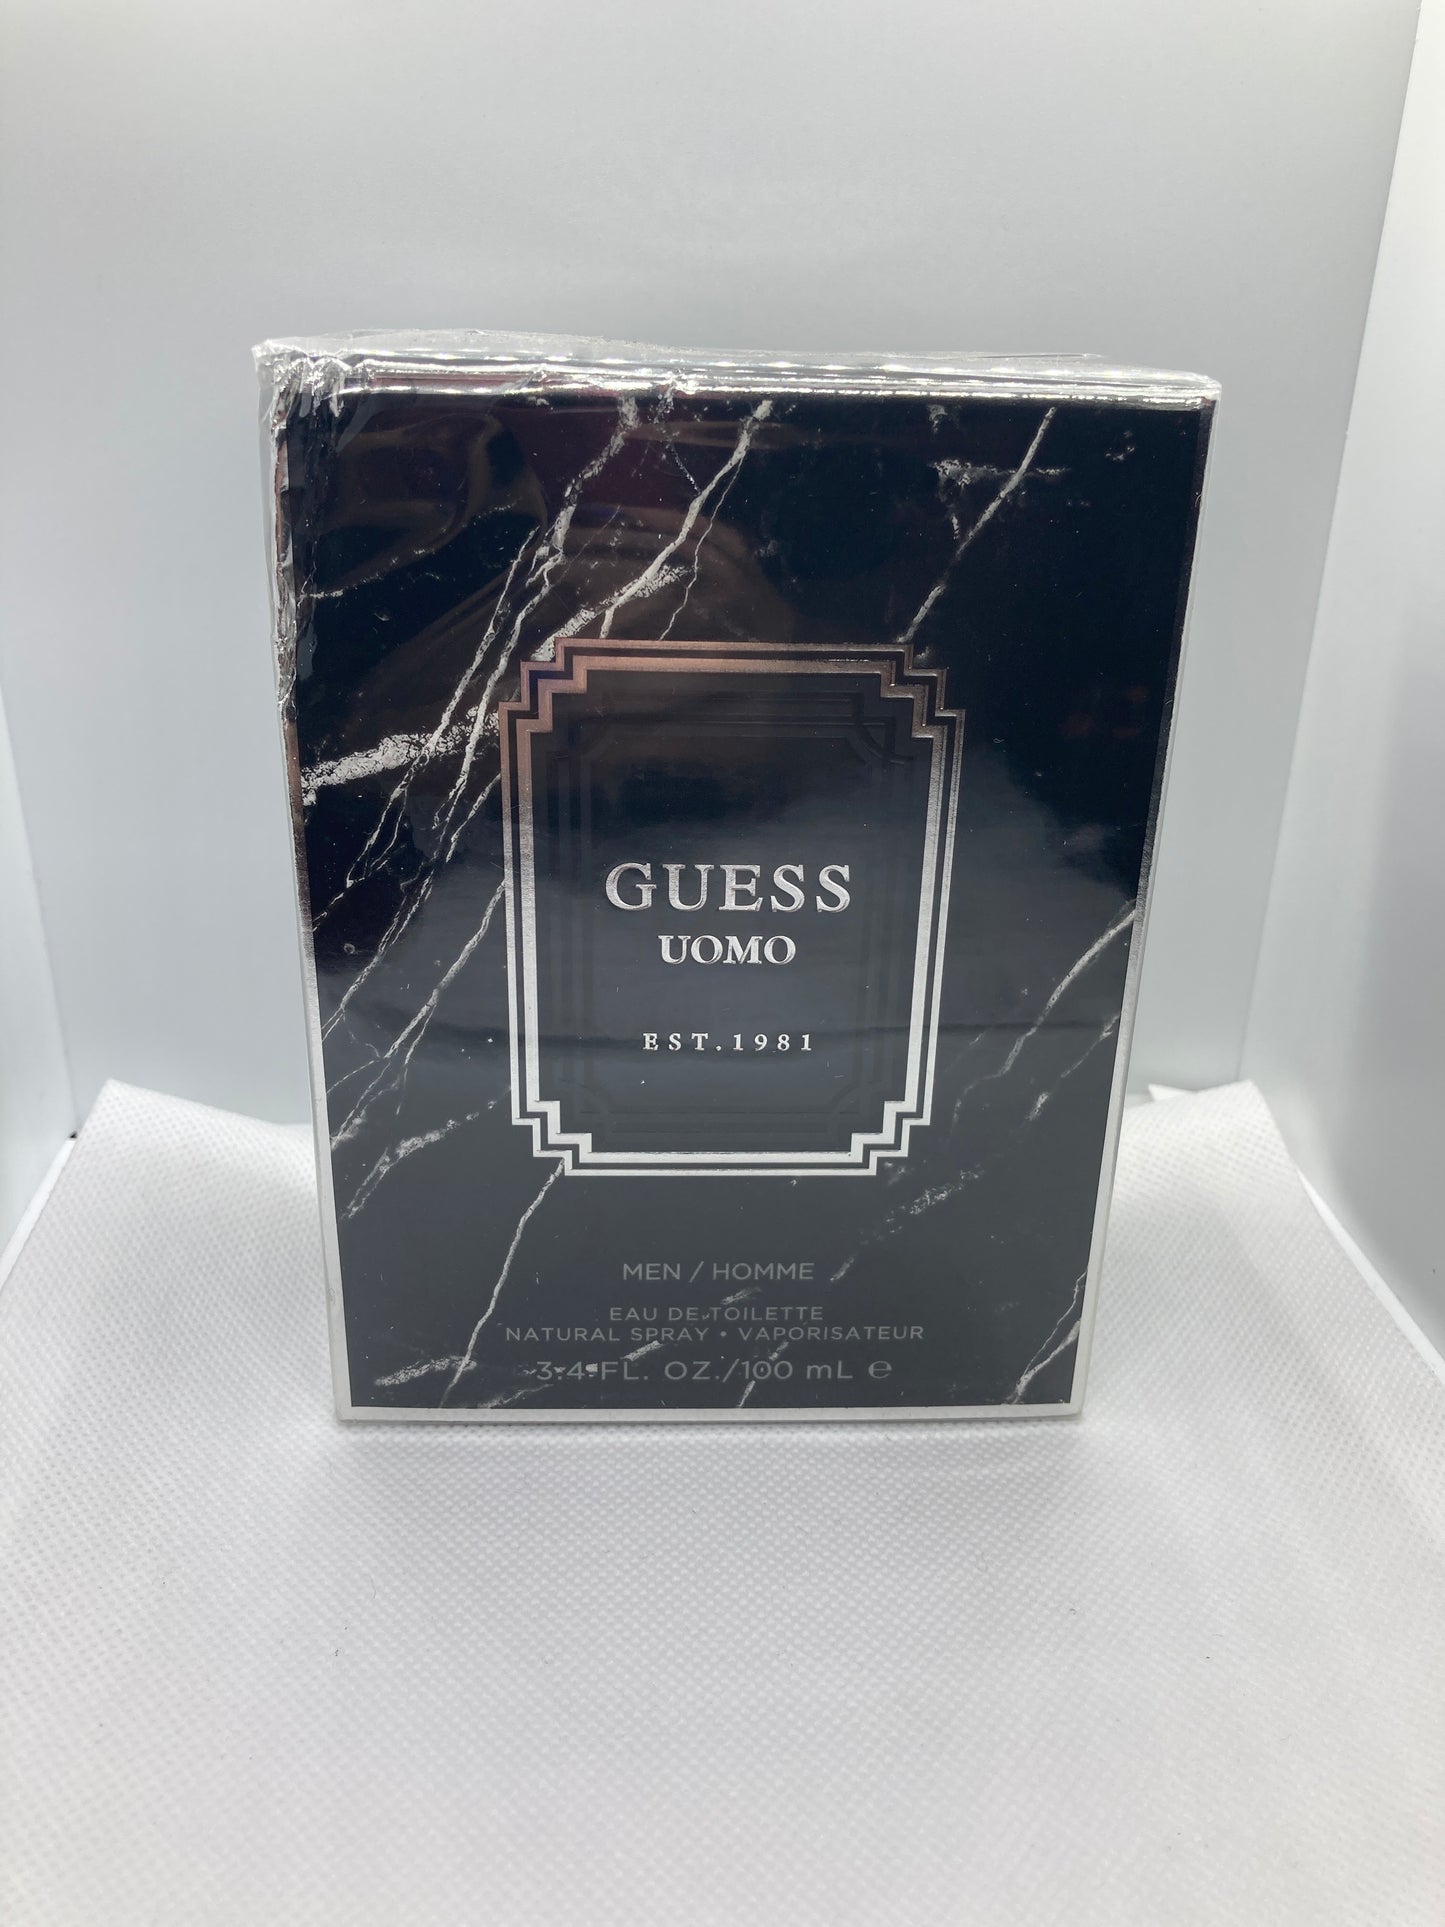 GUESS
UOMO
EST.1981
MEN / HOMME
EAU DE TOILETTE
NATURAL SPRAY • VAPORISATEUR
3.4 FL. OZ./100 mL ℮